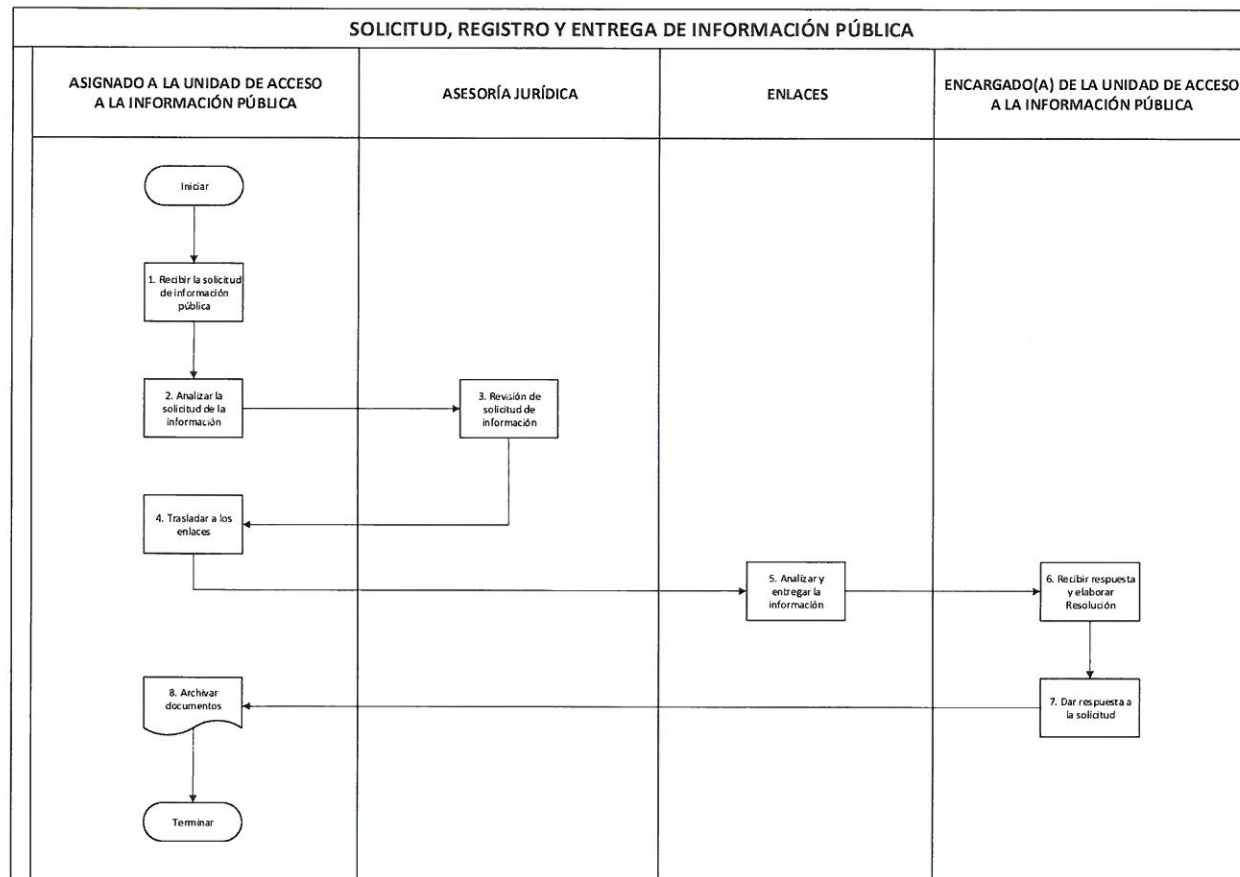 SOLICITUD, REGISTRO Y ENTREGA DE INFORMACIÓN PÚBLICA
ASIGNADO A LA UNIDAD DE ACCESO
A LA INFORMACIÓN PÚBLICA
ASESORÍA JURÍDICA
ENLACES
ENCARGADO(A) DE LA UNIDAD DE ACCESO
A LA INFORMACIÓN PÚBLICA
Iniciar
1. Recibir la solicitud
de información
pública
2. Analizar la
solicitud de la
información
3. Revisión de
solicitud de
información
4. Trasladar a los
enlaces
5. Analizar y
entregar la
información
6. Recibir respuesta
y elaborar
Resolución
8. Archivar
documentos
7. Dar respuesta a
la solicitud
Terminar